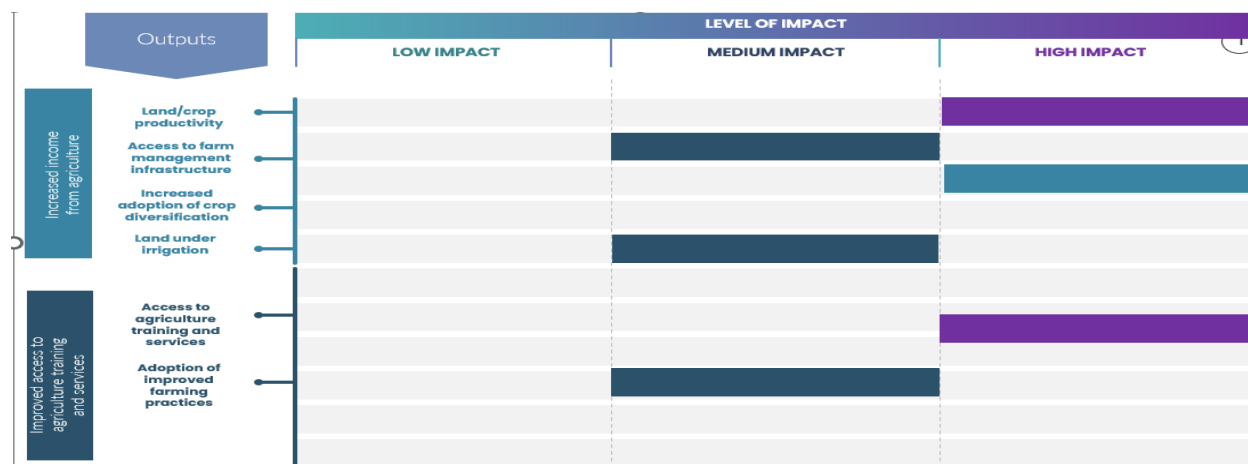 Outputs
LEVEL OF IMPACT
LOW IMPACT
MEDIUM IMPACT
HIGH IMPACT
Increased income
from agriculture
Land/crop
productivity
Access to farm
management
infrastructure
Increased
adoption of crop
diversification
Land under
irrigation
Improved access to
agriculture training
and services
Access to
agriculture
training and
services
Adoption of
improved
farming
practices